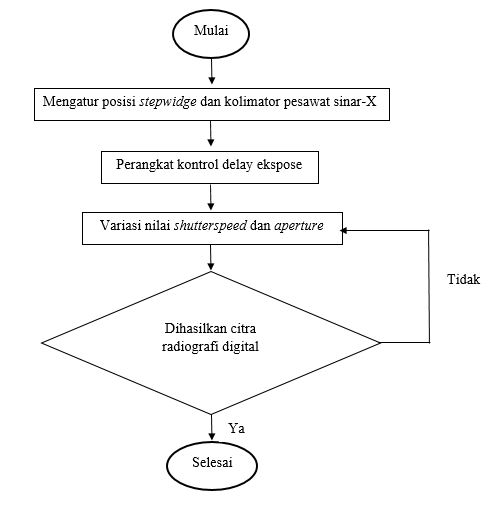 Mulai
Mengatur posisi stepwidge dan kolimator pesawat sinar-X
Perangkat kontrol delay ekspose
Variasi nilai shutterspeed dan aperture
Tidak
Dihasilkan citra
radiografi digital
Ya
Selesai